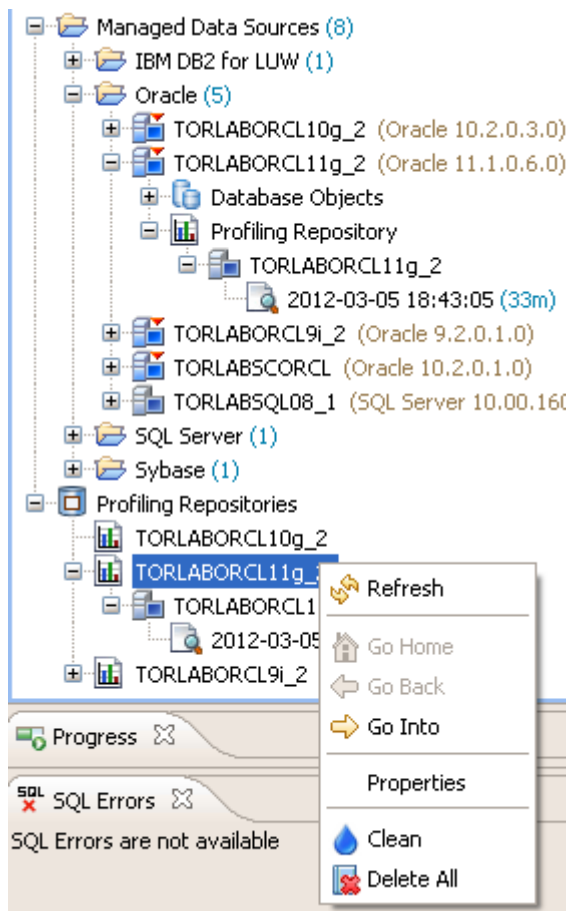 Managed Data Sources (8)
IBM DB2 for LUW (1)
Oracle (5)
TORLABORCL10g_2 (Oracle 10.2.0.3.0)
TORLABORCL11g_2 (Oracle 11.1.0.6.0)
Database Objects
Profiling Repository
TORLABORCL11g_2
2012-03-05 18:43:05 (33m)
TORLABORCL9i_2 (Oracle 9.2.0.1.0)
TORLABSCORCL (Oracle 10.2.0.1.0)
TORLABSQL08_1 (SQL Server 10.00.160
SQL Server (1)
Sybase (1)
Profiling Repositories
TORLABORCL10g_2
TORLABORCL11g_
TORLABORCL1
2012-03-05
TORLABORCL9i_2
Refresh
Go Home
Go Back
Go Into
Properties
Clean
Delete All
Progress
SQL SQL Errors
SQL Errors are not available